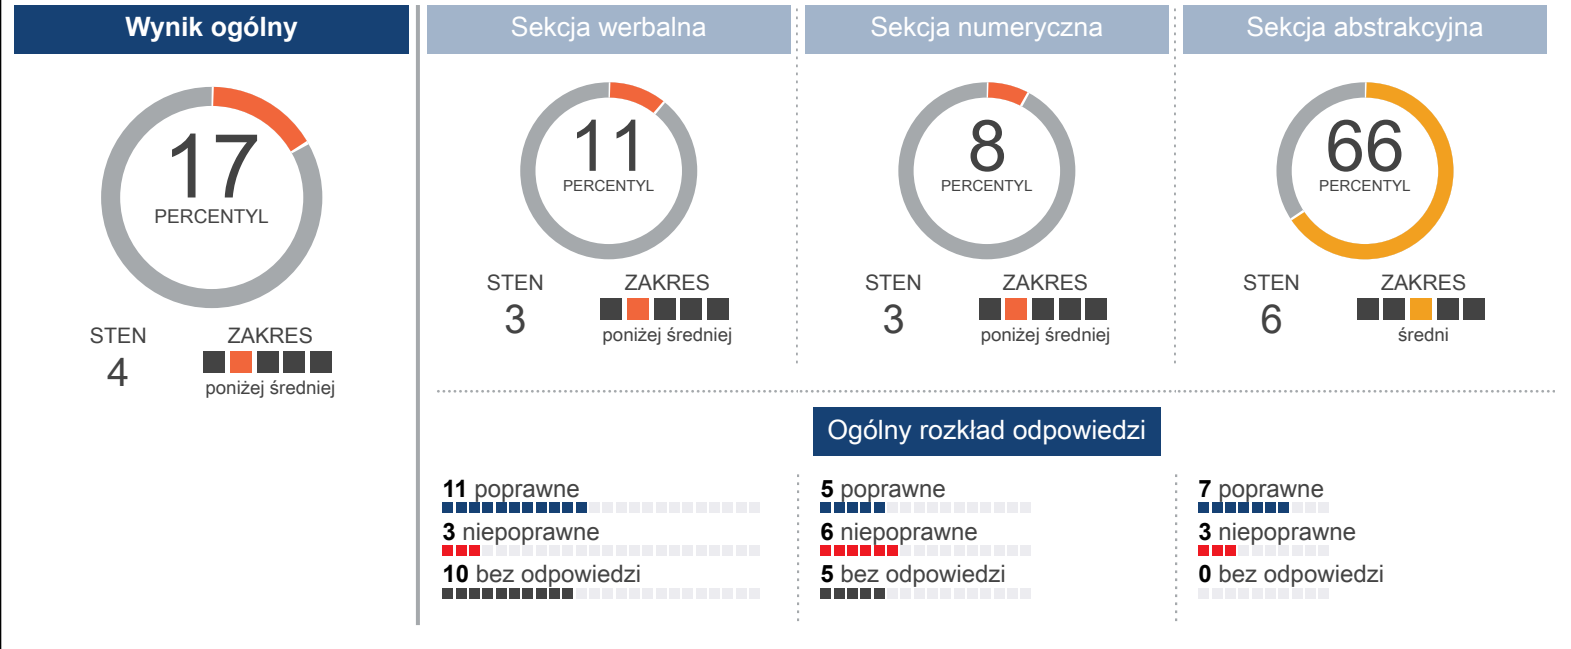 Wynik ogólny
17
PERCENTYL
STEN
4
ZAKRES
poniżej średniej
Sekcja werbalna
11
PERCENTYL
STEN
3
ZAKRES
poniżej średniej
Sekcja numeryczna
8
PERCENTYL
STEN
3
ZAKRES
poniżej średniej
Sekcja abstrakcyjna
66
PERCENTYL
STEN
6
ZAKRES
średni
Ogólny rozkład odpowiedzi
11 poprawne
3 niepoprawne
10 bez odpowiedzi
5 poprawne
6 niepoprawne
5 bez odpowiedzi
7 poprawne
3 niepoprawne
0 bez odpowiedzi